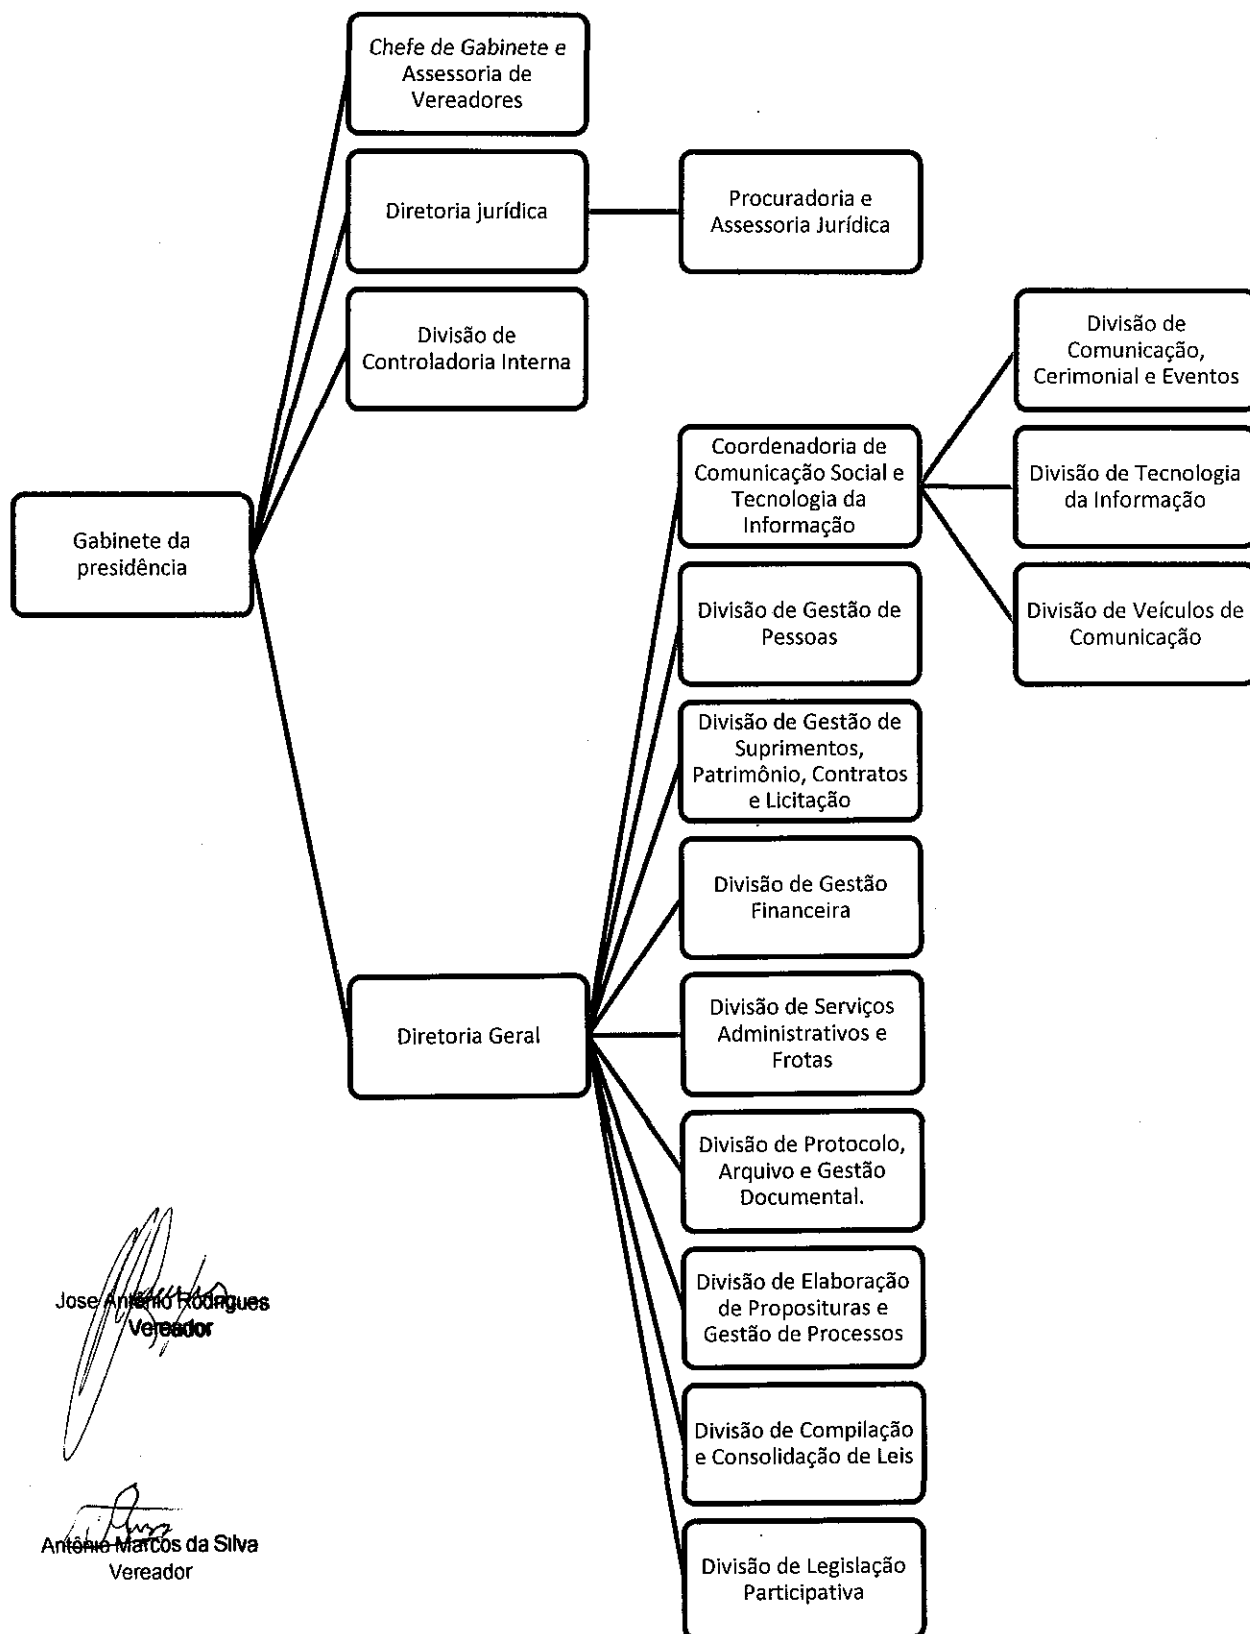 Chefe de Gabinete e
Assessoria de
Vereadores
Diretoria jurídica
Procuradoria e
Assessoria Jurídica
Divisão de
Controladoria Interna
Divisão de
Comunicação,
Cerimonial e Eventos
Coordenadoria de
Comunicação Social e
Tecnologia da
Informação
Divisão de Tecnologia
da Informação
Gabinete da
presidência
Divisão de Gestão de
Pessoas
Divisão de Veículos de
Comunicação
Divisão de Gestão de
Suprimentos,
Patrimônio, Contratos
e Licitação
Divisão de Gestão
Financeira
Diretoria Geral
Divisão de Serviços
Administrativos e
Frotas
Divisão de Protocolo,
Arquivo e Gestão
Documental.
Divisão de Elaboração
de Proposituras e
Gestão de Processos
Jose Antônio Rodrigues
Vereador
Divisão de Compilação
e Consolidação de Leis
Antônio Marcos da Silva
Vereador
Divisão de Legislação
Participativa